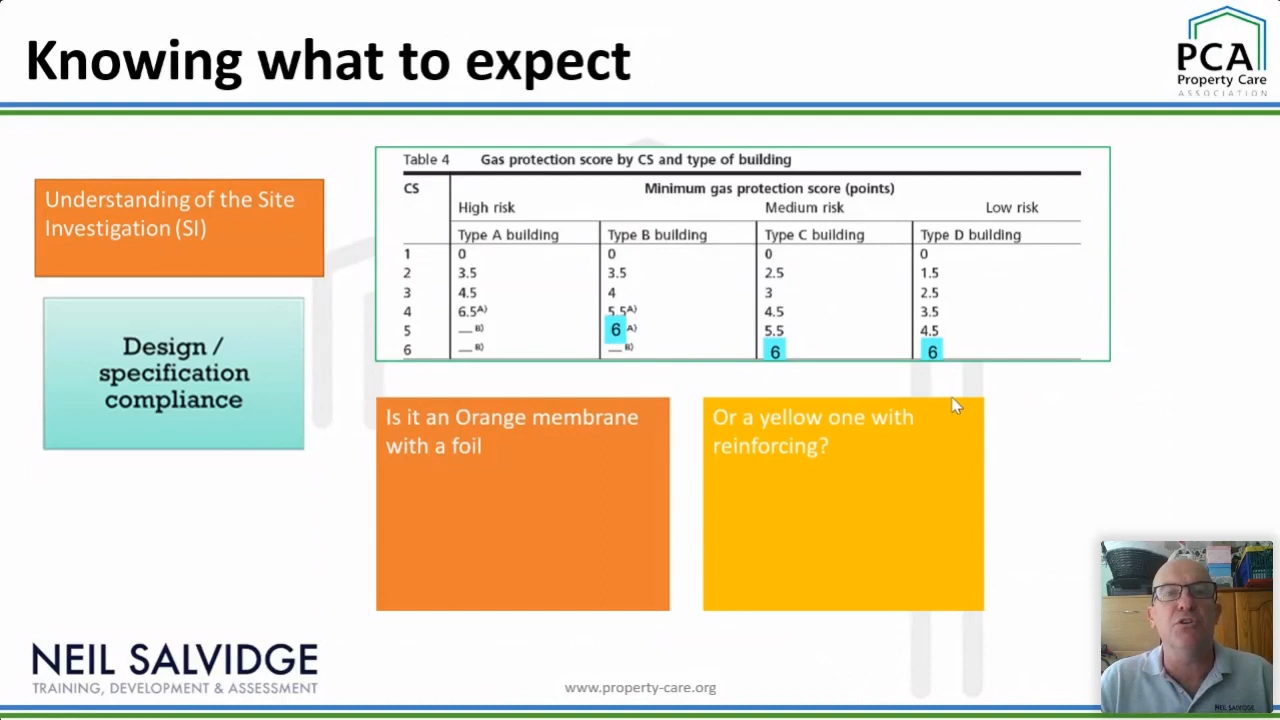 Knowing what to expect
PCA
Property Care
ASSOCIATION
Understanding of the Site
Investigation (SI)
Design /
specification
compliance
Table 4 Gas protection score by CS and type of building
CS Minimum gas protection score (points)
High risk Medium risk Low risk
Type A building Type B building Type C building Type D building
1 0 0 0 0
2 3.5 3.5 2.5 1.5
3 4.5 4 3 2.5
4 6.5A) 5.5A) 4.5 3.5
5 —B) 6 A) 5.5 4.5
6 —B) —B) 6 6
Is it an Orange membrane
with a foil
Or a yellow one with
reinforcing?
NEIL SALVIDGE
TRAINING, DEVELOPMENT & ASSESSMENT
www.property-care.org
NEIL SALVIDGE